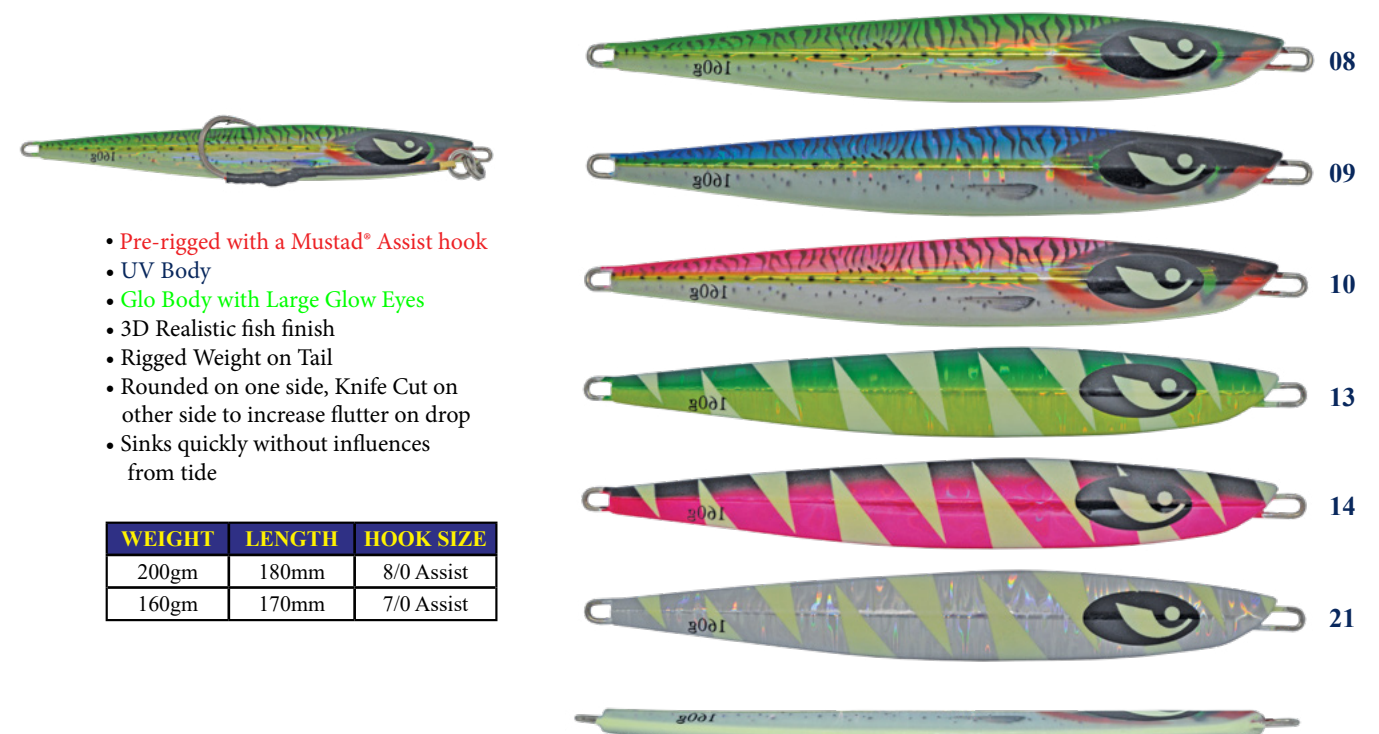 160g
• Pre-rigged with a Mustad® Assist hook
• UV Body
• Glo Body with Large Glow Eyes
• 3D Realistic fish finish
• Rigged Weight on Tail
• Rounded on one side, Knife Cut on
other side to increase flutter on drop
• Sinks quickly without influences
from tide
WEIGHT LENGTH HOOK SIZE
200gm 180mm 8/0 Assist
160gm 170mm 7/0 Assist
160g 08
160g 09
160g 10
160g 13
160g 14
160g 21
160g